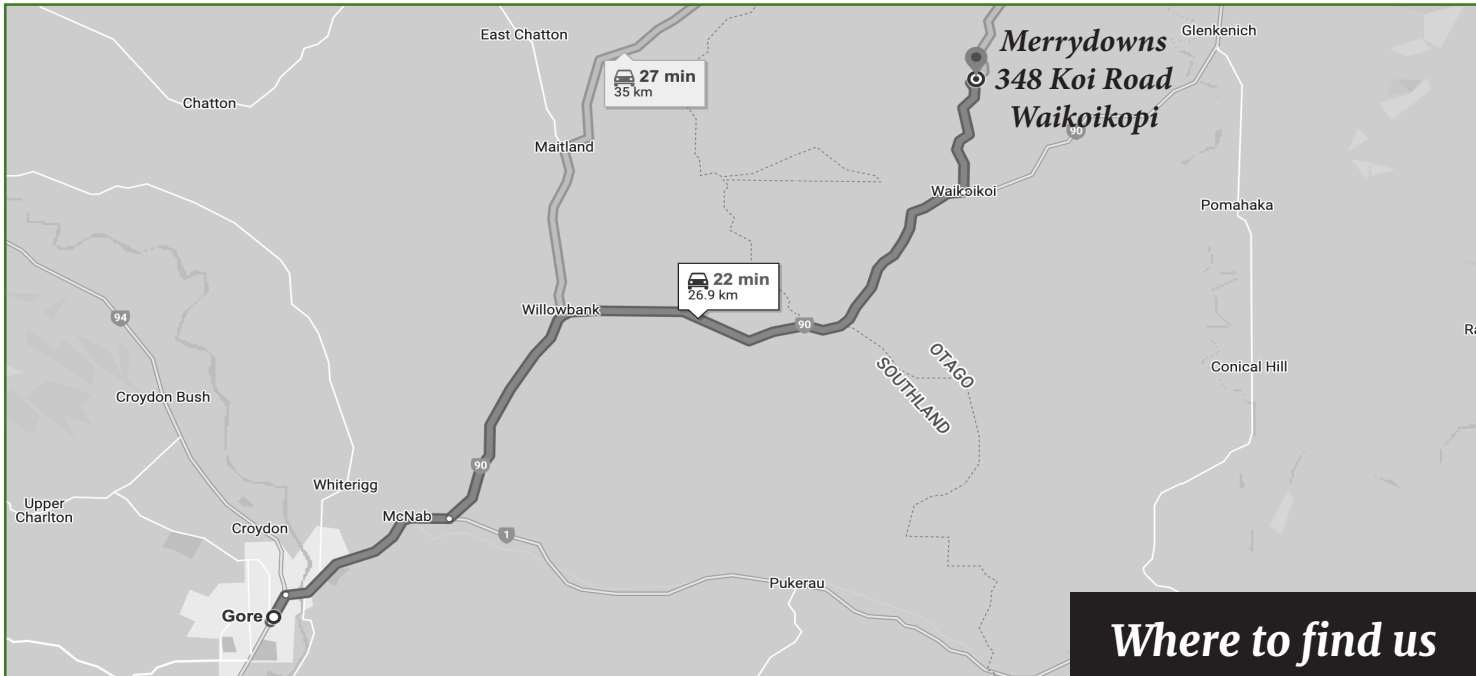 East Chatton
Glenkenich
Merrydowns
348 Koi Road
Waikoikopi
27 min
35 km
Chatton
90
Maitland
Waikoikoi
Pomahaka
22 min
26.9 km
Willowbank
94
90
OTAGO
SOUTHLAND
Conical Hill
Croydon Bush
90
Whiterigg
Upper
Charlton
McNab
Croydon
1
Pukerau
Gore
Where to find us